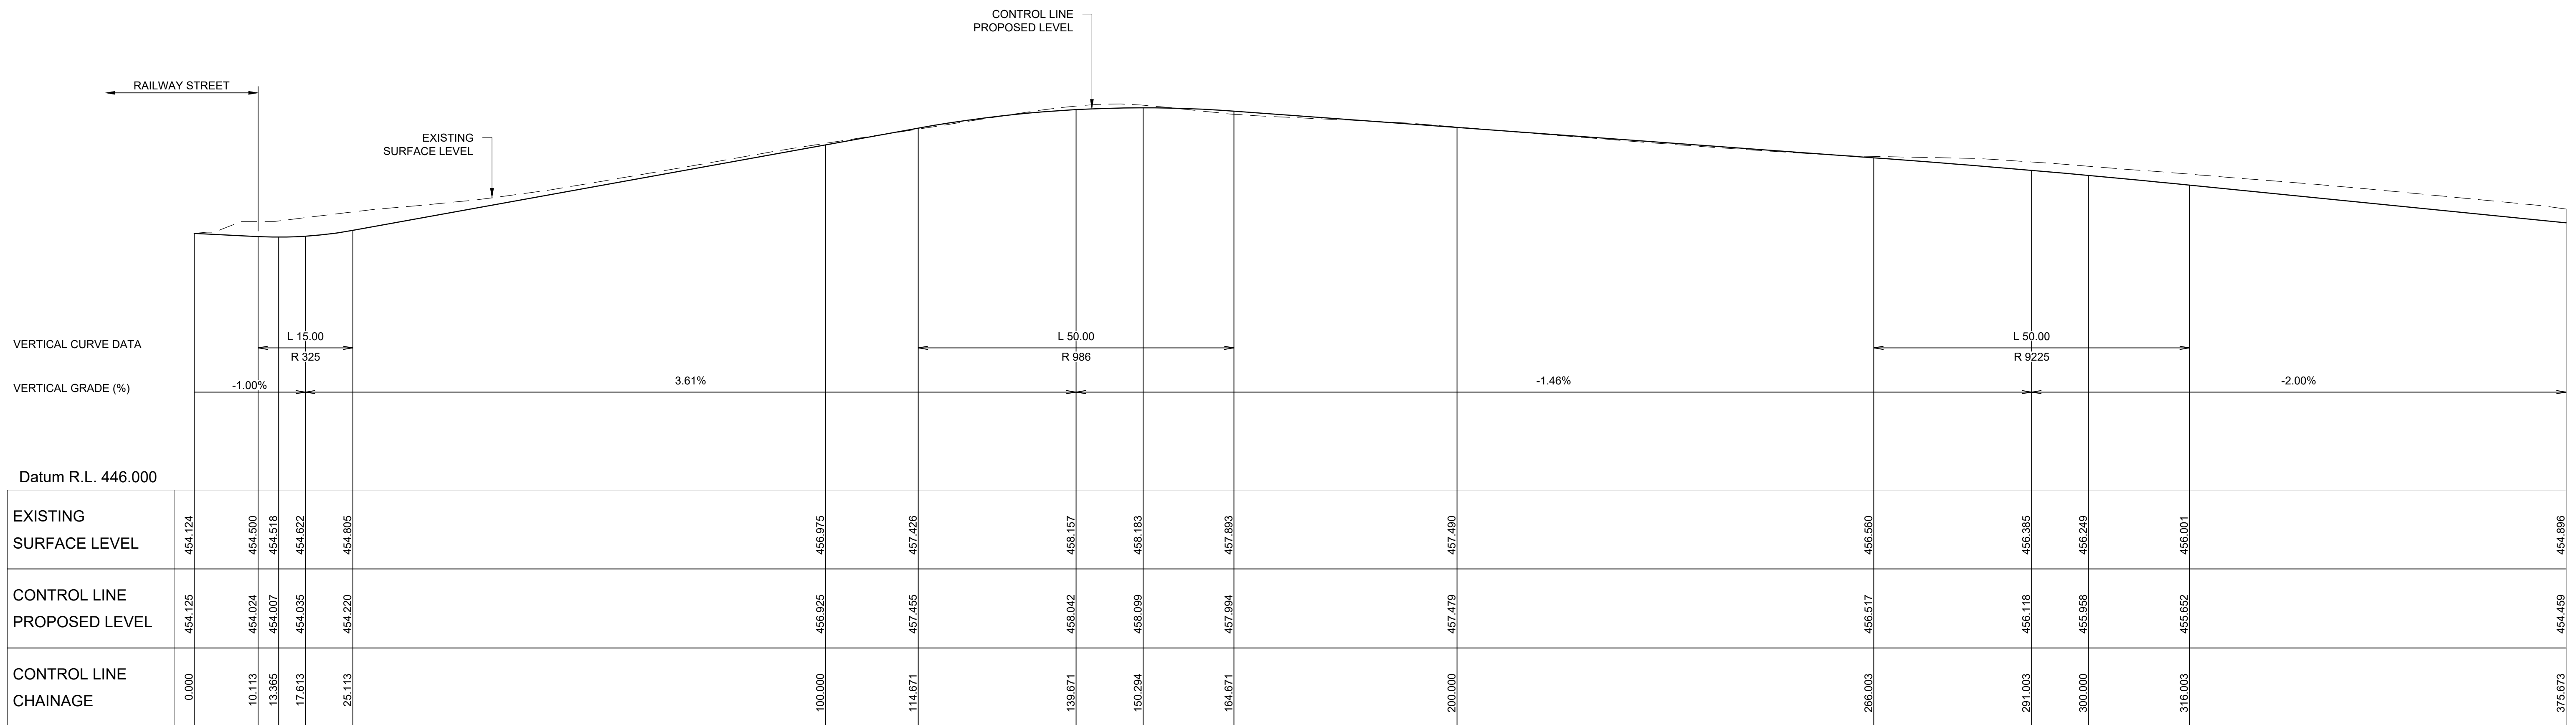 CONTROL LINE
PROPOSED LEVEL
RAILWAY STREET
EXISTING
SURFACE LEVEL
VERTICAL CURVE DATA
L 15.00
R 325
L 50.00
R 986
L 50.00
R 9225
VERTICAL GRADE (%)
-1.00%
3.61%
-1.46%
-2.00%
Datum R.L. 446.000
EXISTING
SURFACE LEVEL
454.124
454.500
454.518
454.622
454.805
456.975
457.426
458.157
458.183
457.893
457.490
456.560
456.385
456.249
456.001
454.896
CONTROL LINE
PROPOSED LEVEL
454.125
454.024
454.007
454.035
454.220
456.925
457.455
458.042
458.099
457.994
457.479
456.517
456.118
455.958
455.652
454.459
CONTROL LINE
CHAINAGE
0.000
10.113
13.365
17.613
25.113
100.000
114.671
139.671
150.294
164.671
200.000
266.003
291.003
300.000
316.003
375.673